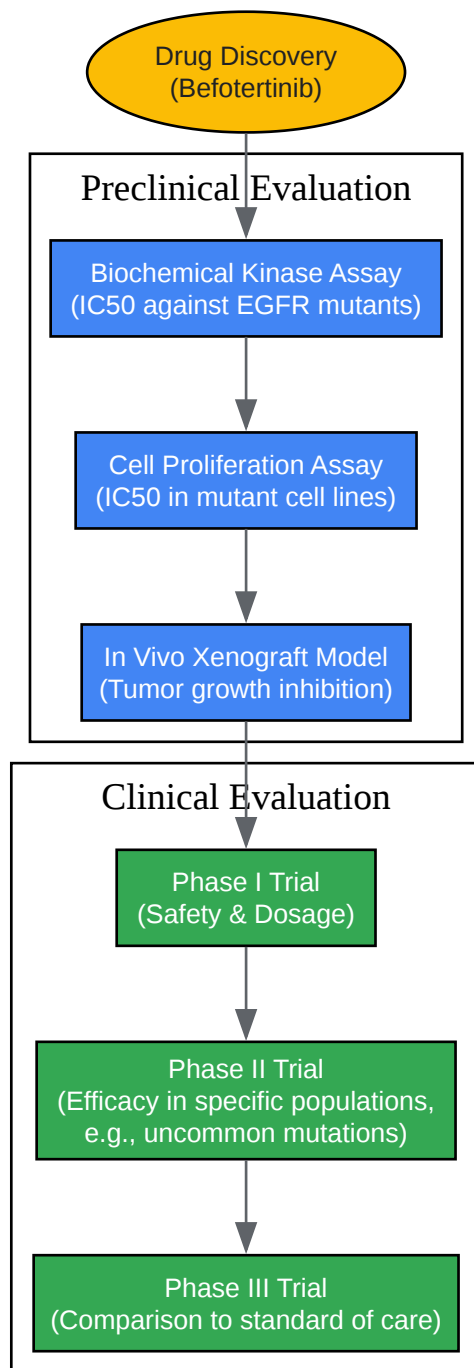 Drug Discovery
(Befotertinib)
Preclinical Evaluation
Biochemical Kinase Assay
(IC50 against EGFR mutants)
Cell Proliferation Assay
(IC50 in mutant cell lines)
In Vivo Xenograft Model
(Tumor growth inhibition)
Clinical Evaluation
Phase I Trial
(Safety & Dosage)
Phase II Trial
(Efficacy in specific populations,
e.g., uncommon mutations)
Phase III Trial
(Comparison to standard of care)